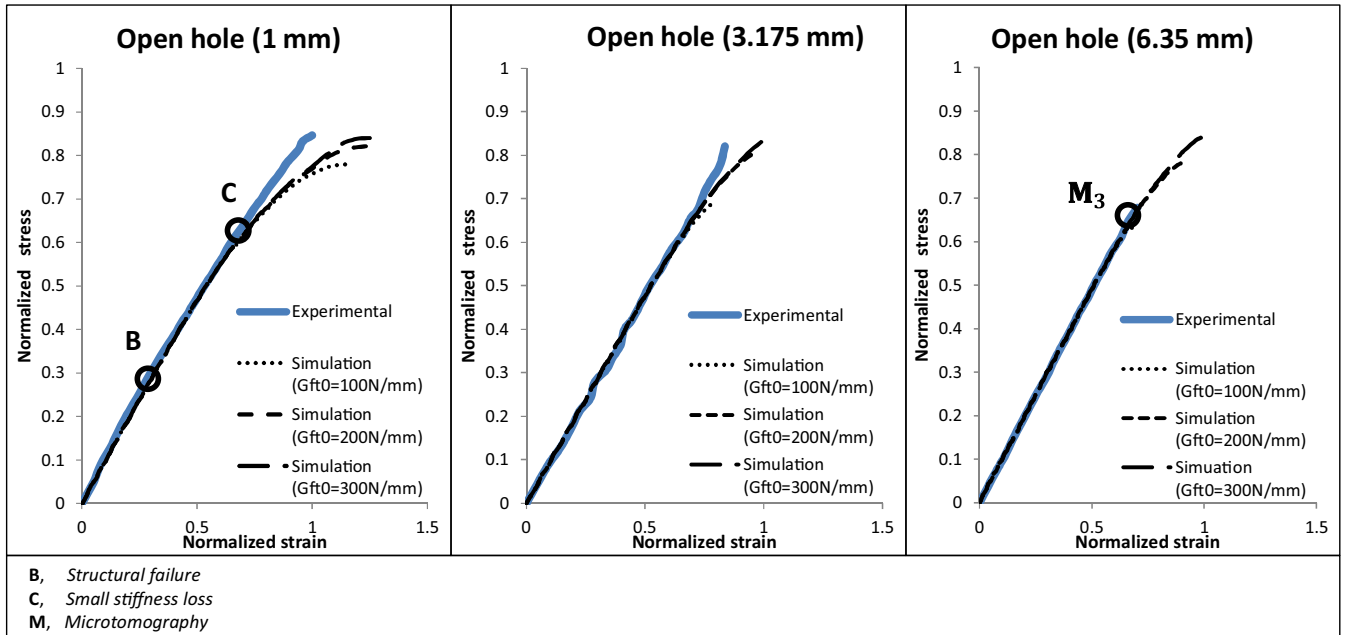 Open hole (1 mm)
1
0.9
0.8
0.7
0.6
0.5
0.4
0.3
0.2
0.1
0
0
0.5
1
1.5
Normalized stress
Normalized strain
B
C
Experimental
Simulation
(Gft0=100N/mm)
Simulation
(Gft0=200N/mm)
Simulation
(Gft0=300N/mm)
Open hole (3.175 mm)
1
0.9
0.8
0.7
0.6
0.5
0.4
0.3
0.2
0.1
0
0
0.5
1
1.5
Normalized stress
Normalized strain
Experimental
Simulation
(Gft0=100N/mm)
Simulation
(Gft0=200N/mm)
Simulation
(Gft0=300N/mm)
Open hole (6.35 mm)
1
0.9
0.8
0.7
0.6
0.5
0.4
0.3
0.2
0.1
0
0
0.5
1
1.5
Normalized stress
Normalized strain
M₃
Experimental
Simulation
(Gft0=100N/mm)
Simulation
(Gft0=200N/mm)
Simuation
(Gft0=300N/mm)
B, Structural failure
C, Small stiffness loss
M, Microtomography